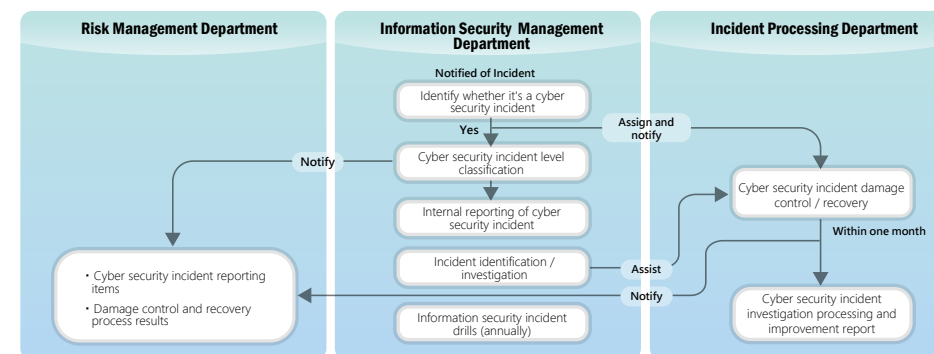 Risk Management Department
Information Security Management
Department
Incident Processing Department
Notified of Incident
Identify whether it's a cyber
security incident
Yes
Assign and
notify
Notify
Cyber security incident level
classification
Cyber security incident damage
control / recovery
Internal reporting of cyber
security incident
Within one month
Incident identification /
investigation
Assist
Notify
• Cyber security incident reporting
items
• Damage control and recovery
process results
Information security incident
drills (annually)
Cyber security incident
investigation processing and
improvement report